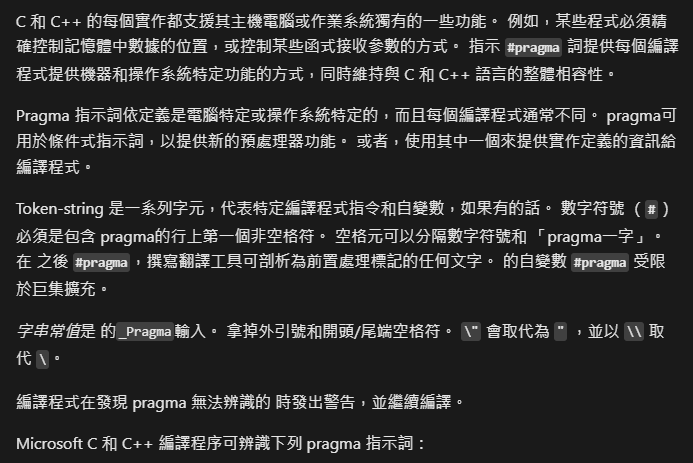 C 和 C++ 的每個實作都支援其主機電腦或作業系統獨有的一些功能。 例如，某些程式必須精
確控制記憶體中數據的位置，或控制某些函式接收參數的方式。 指示 #pragma 詞提供每個編譯
程式提供機器和操作系統特定功能的方式，同時維持與 C 和 C++ 語言的整體相容性。
Pragma 指示詞依定義是電腦特定或操作系統特定的，而且每個編譯程式通常不同。 pragma可
用於條件式指示詞，以提供新的預處理器功能。 或者，使用其中一個來提供實作定義的資訊給
編譯程式。
Token-string 是一系列字元，代表特定編譯程式指令和自變數，如果有的話。 數字符號 （ # ）
必須是包含 pragma的行上第一個非空格符。 空格元可以分隔數字符號和 「pragma一字」。
在 之後 #pragma，撰寫翻譯工具可剖析為前置處理標記的任何文字。 的自變數 #pragma 受限
於巨集擴充。
字串常值是 的_Pragma輸入。 拿掉外引號和開頭/尾端空格符。 \" 會取代為 " ，並以 \\ 取
代 \ 。
編譯程式在發現 pragma 無法辨識的 時發出警告，並繼續編譯。
Microsoft C 和 C++ 編譯程序可辨識下列 pragma 指示詞：